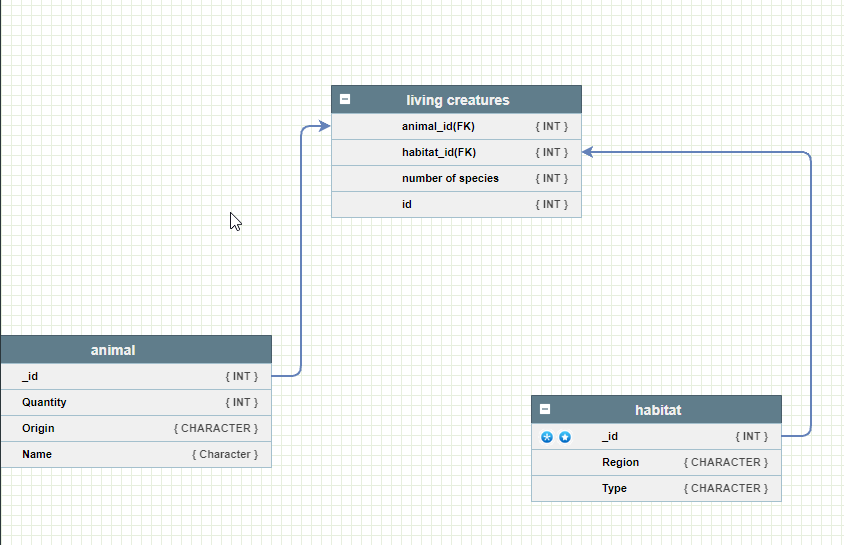 living creatures
animal_id(FK) { INT }
habitat_id(FK) { INT }
number of species { INT }
id { INT }
animal
_id { INT }
Quantity { INT }
Origin { CHARACTER }
Name { Character }
habitat
_id { INT }
Region { CHARACTER }
Type { CHARACTER }